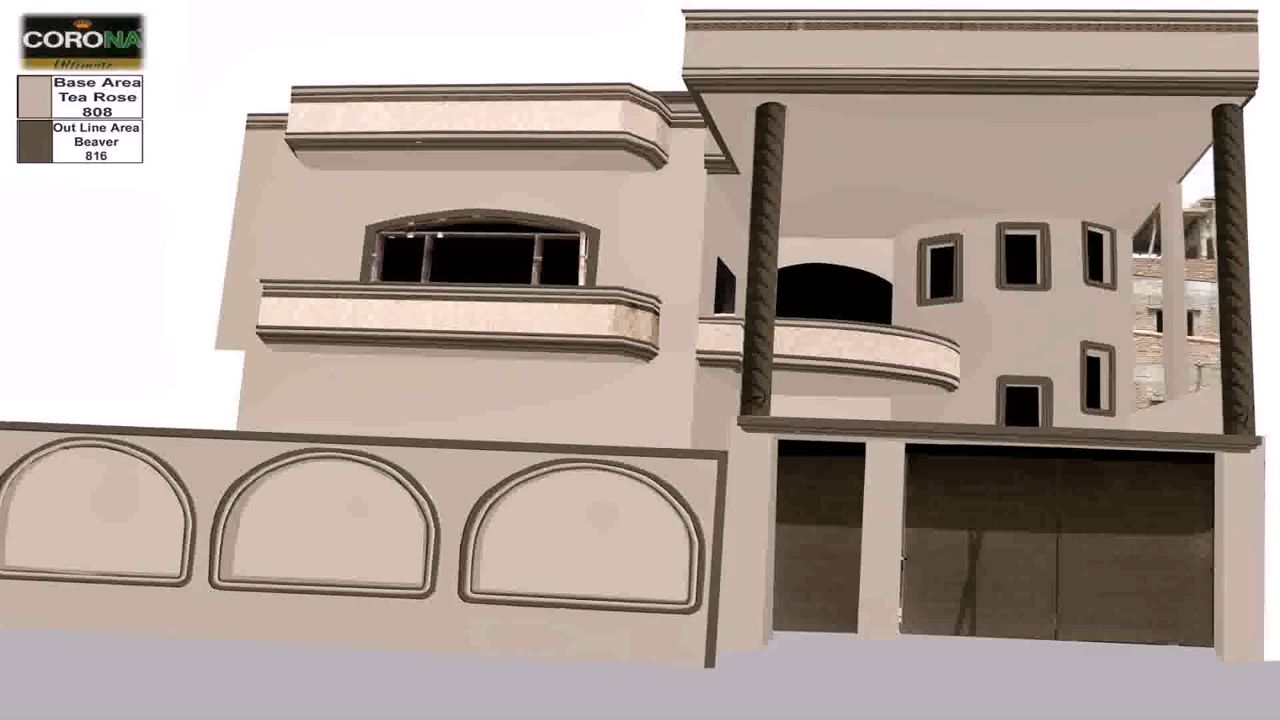 CORONA
Ultimate
Base Area
Tea Rose
808
Out Line Area
Beaver
816